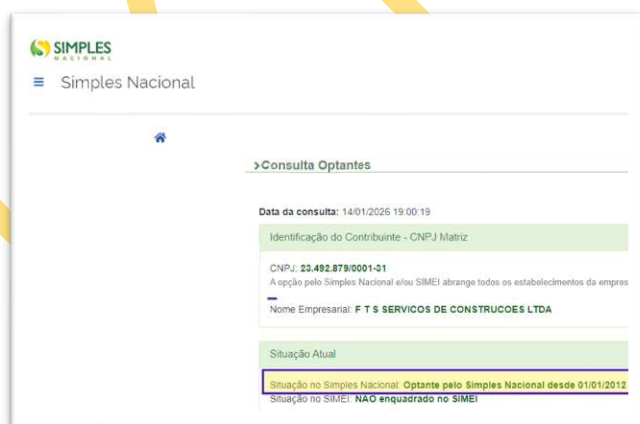 SIMPLES
NACIONAL
Simples Nacional
>Consulta Optantes
Data da consulta: 14/01/2026 19:00:19
Identificação do Contribuinte - CNPJ Matriz
CNPJ: 23.492.879/0001-31
A opção pelo Simples Nacional e/ou SIMEI abrange todos os estabelecimentos da empres
Nome Empresarial: F T S SERVICOS DE CONSTRUCOES LTDA
Situação Atual
Situação no Simples Nacional: Optante pelo Simples Nacional desde 01/01/2012
Situação no SIMEI: NÃO enquadrado no SIMEI